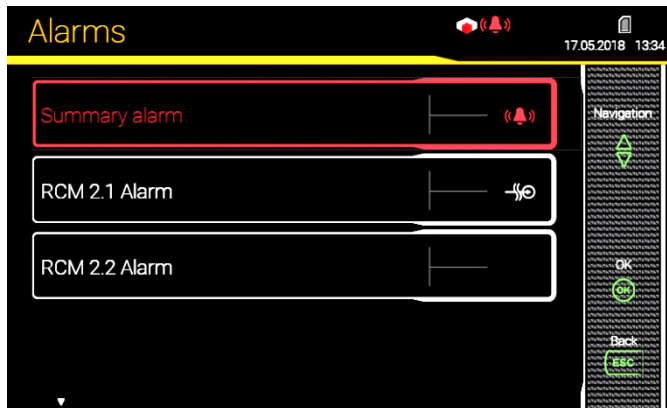 Alarms
17.05.2018 13:34
Summary alarm
Navigation
RCM 2.1 Alarm
RCM 2.2 Alarm
OK
OK
Back
ESC